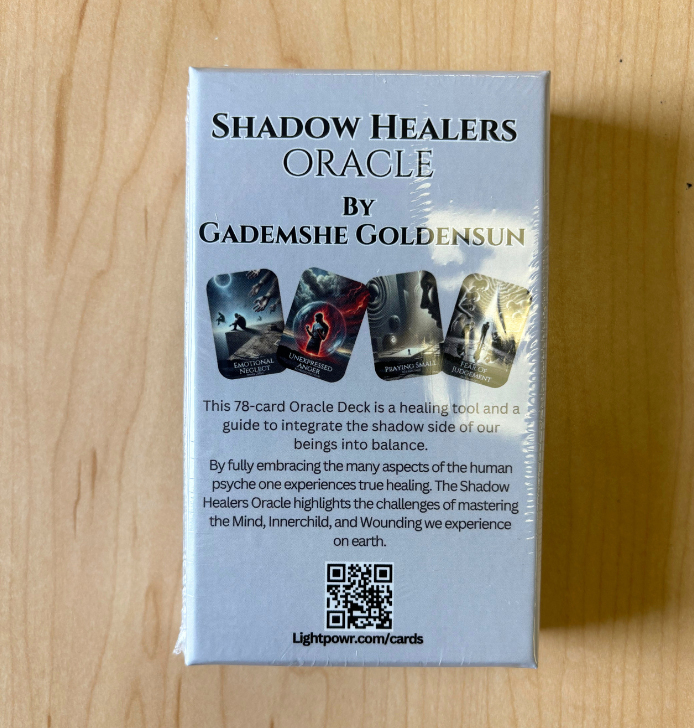 SHADOW HEALERS
ORACLE
BY
GADEMSHE GOLDENSUN
EMOTIONAL
NEGLECT
UNEXPRESSED
ANGER
PRAYING SMALL
FEAR OF
JUDGEMENT
This 78-card Oracle Deck is a healing tool and a
guide to integrate the shadow side of our
beings into balance.
By fully embracing the many aspects of the human
psyche one experiences true healing. The Shadow
Healers Oracle highlights the challenges of mastering
the Mind, Innerchild, and Wounding we experience
on earth.
Lightpowr.com/cards